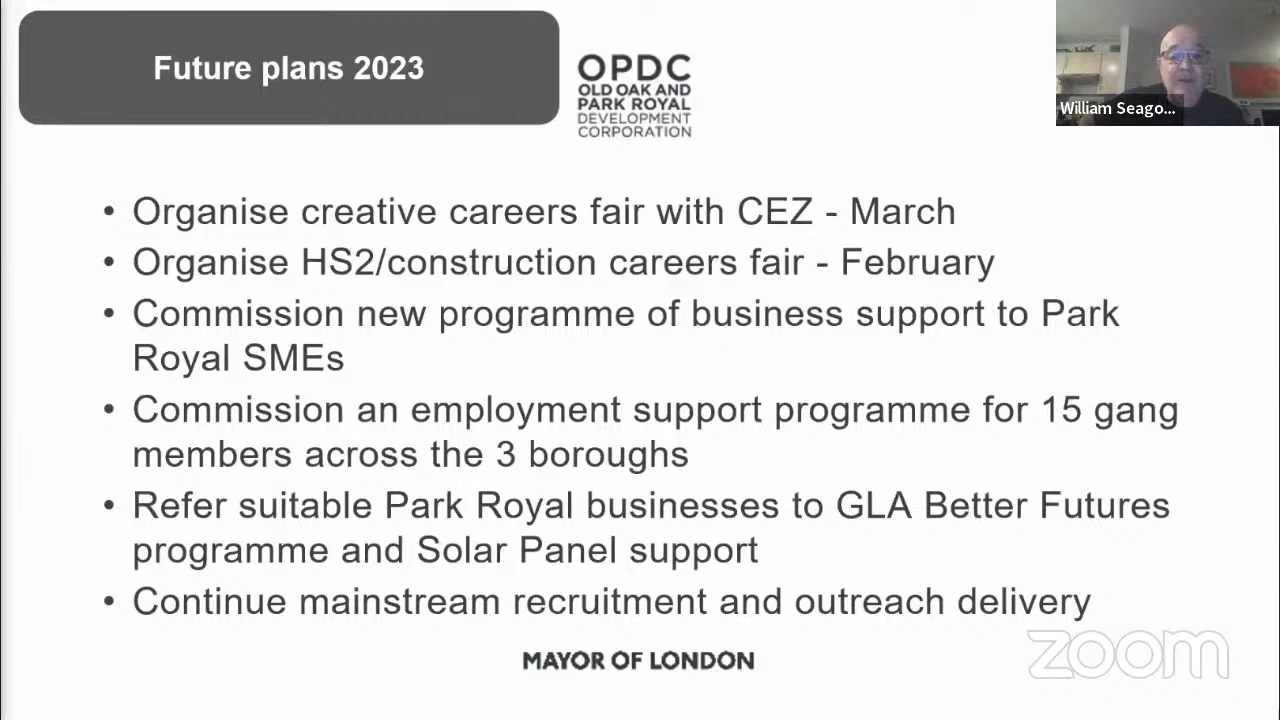 Future plans 2023
OPDC
OLD OAK AND
PARK ROYAL
DEVELOPMENT
CORPORATION
William Seago...
• Organise creative careers fair with CEZ - March
• Organise HS2/construction careers fair - February
• Commission new programme of business support to Park
Royal SMEs
• Commission an employment support programme for 15 gang
members across the 3 boroughs
• Refer suitable Park Royal businesses to GLA Better Futures
programme and Solar Panel support
• Continue mainstream recruitment and outreach delivery
MAYOR OF LONDON
zoom